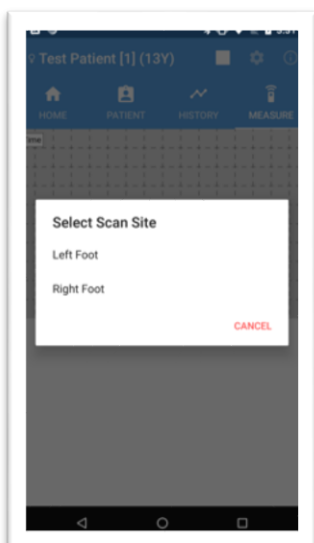 Test Patient [1] (13Y)
HOME PATIENT HISTORY MEASURE
Select Scan Site
Left Foot
Right Foot
CANCEL